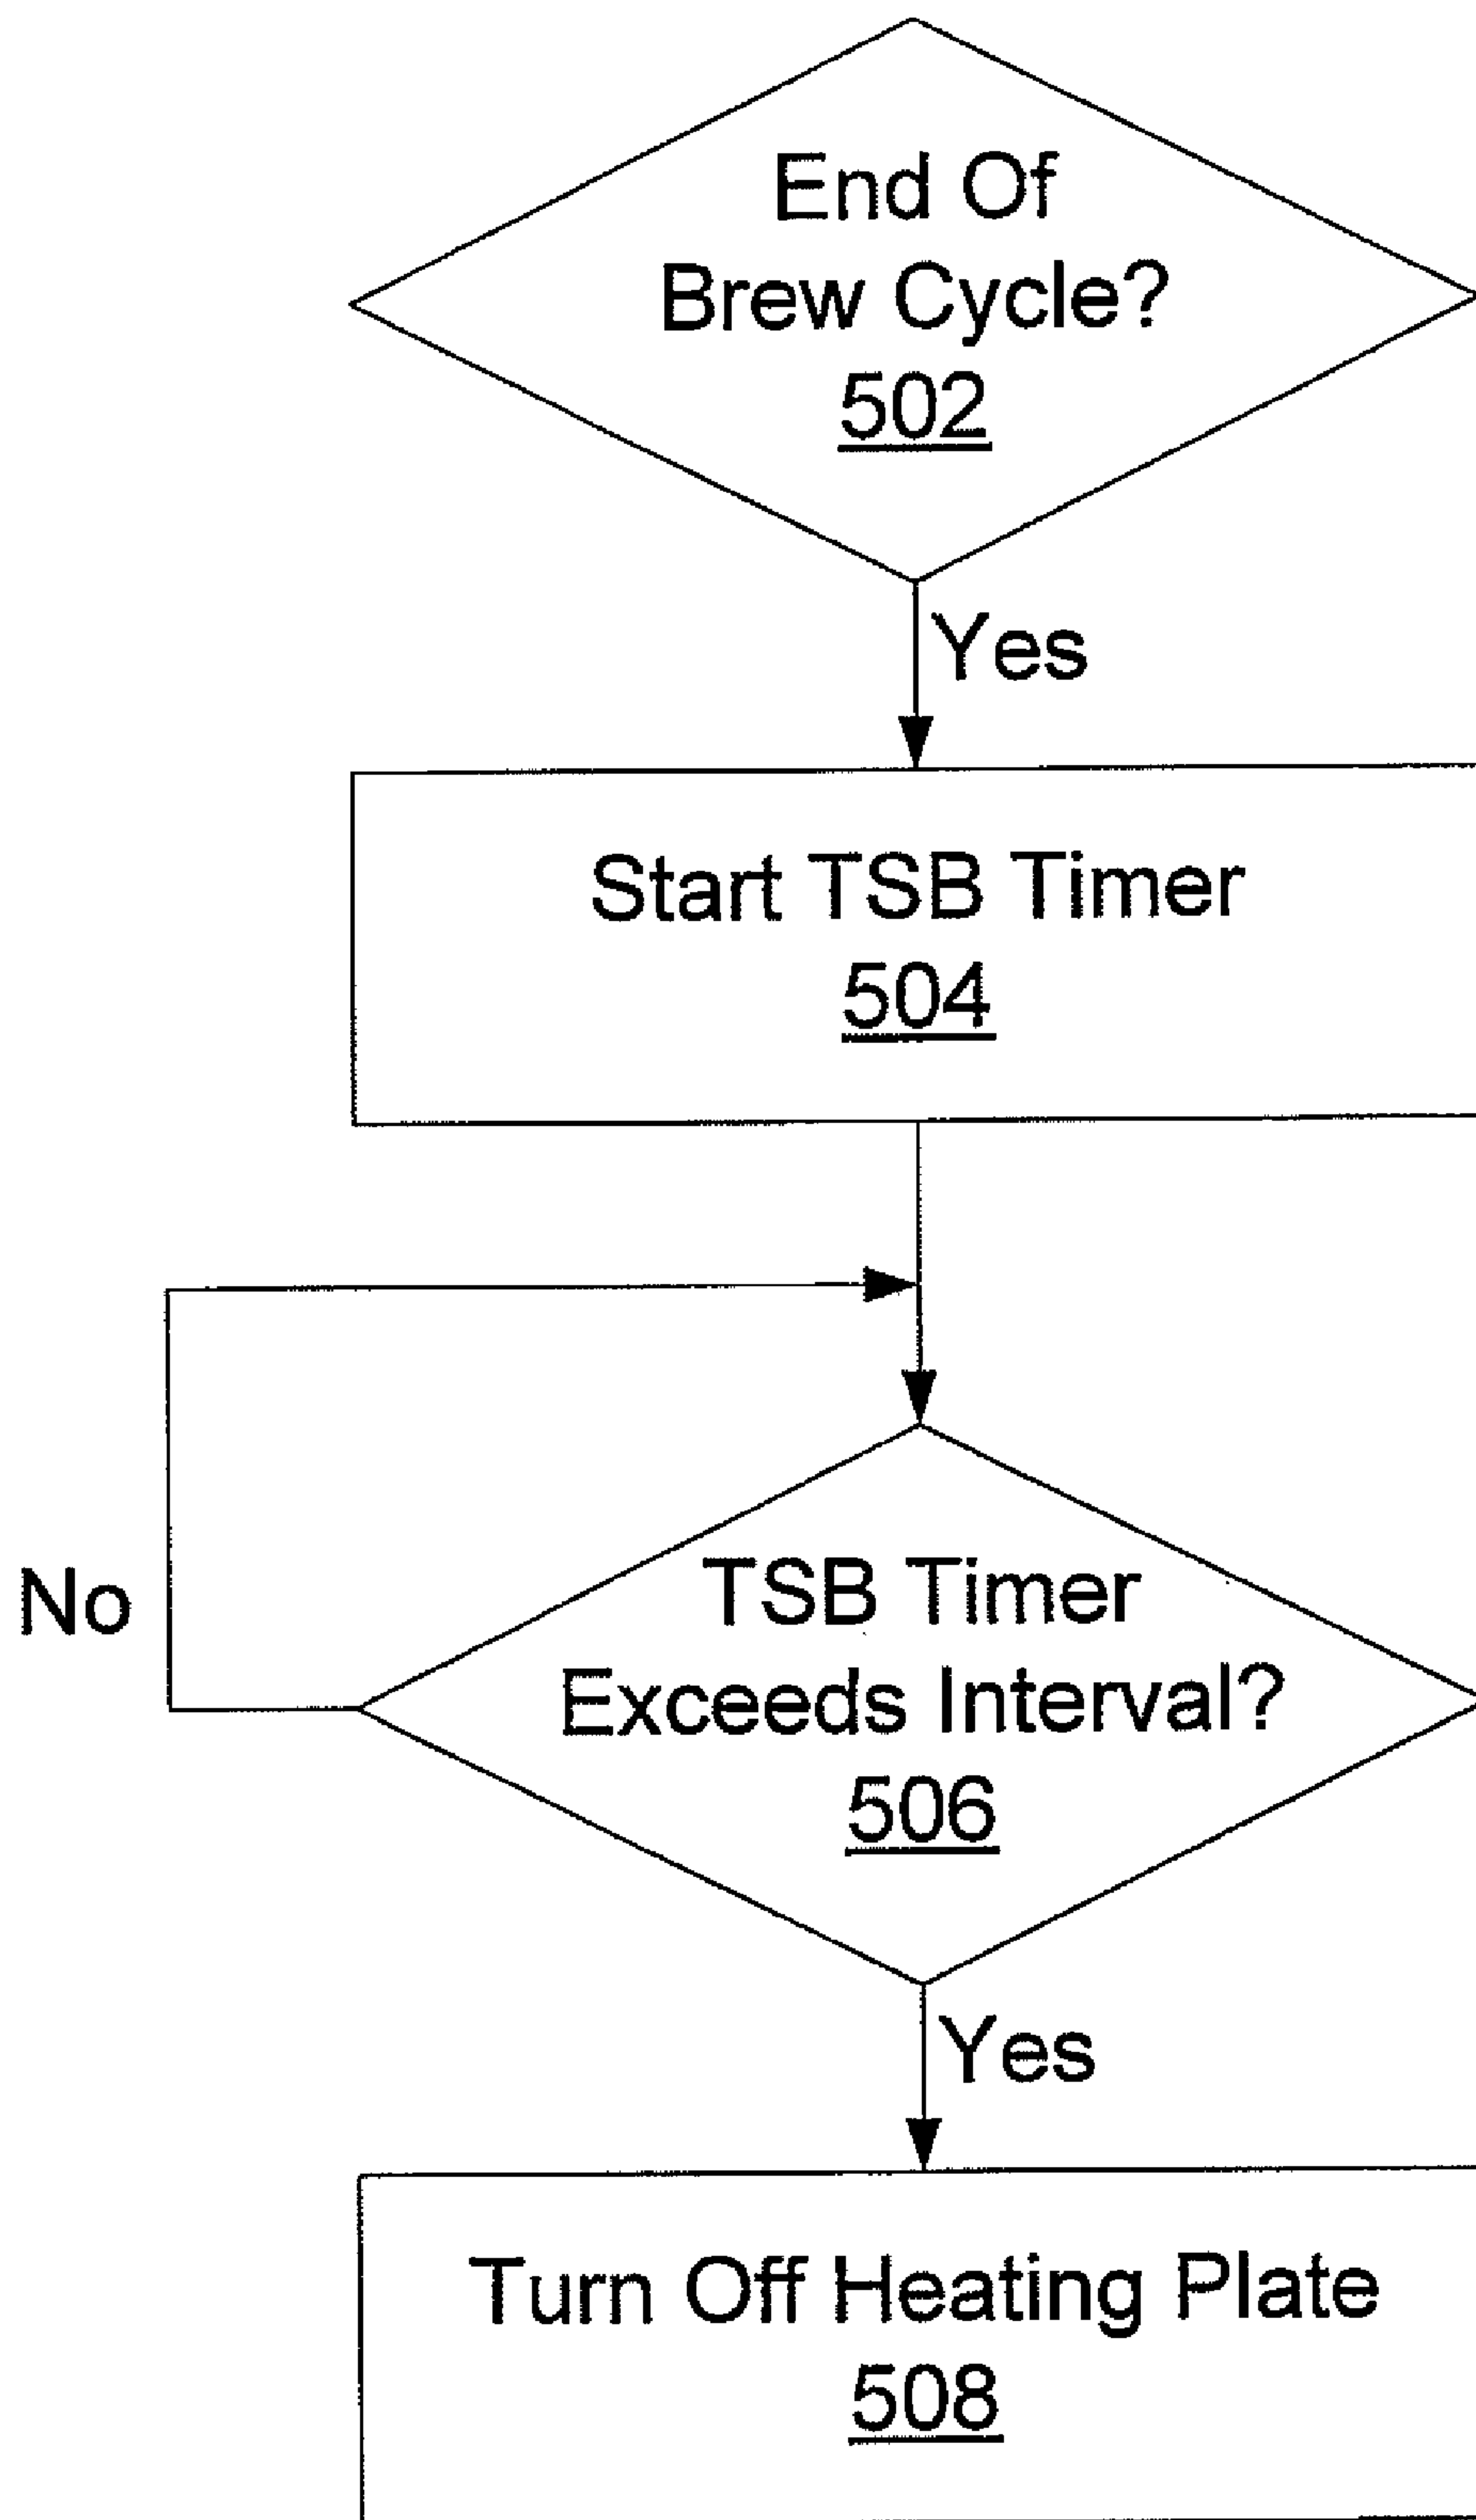 End Of
Brew Cycle?
502
Yes
Start TSB Timer
504
No
TSB Timer
Exceeds Interval?
506
Yes
Turn Off Heating Plate
508